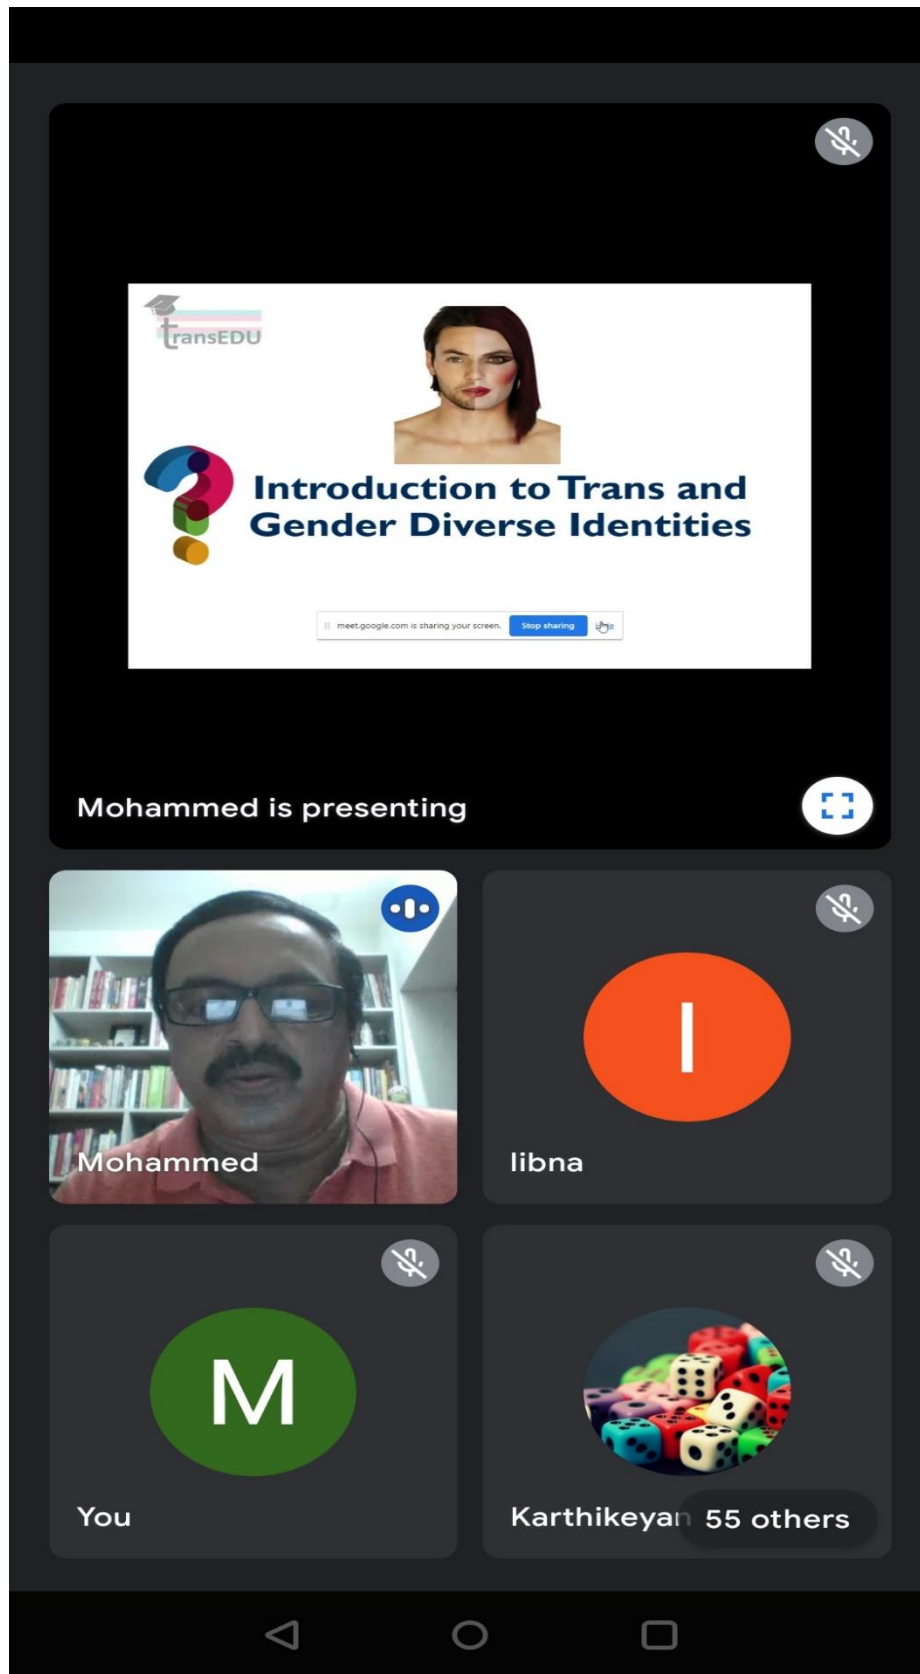 transEDU
Introduction to Trans and
Gender Diverse Identities
meet.google.com is sharing your screen.
Stop sharing
Mohammed is presenting
Mohammed
I
libna
M
You
Karthikeyan
55 others